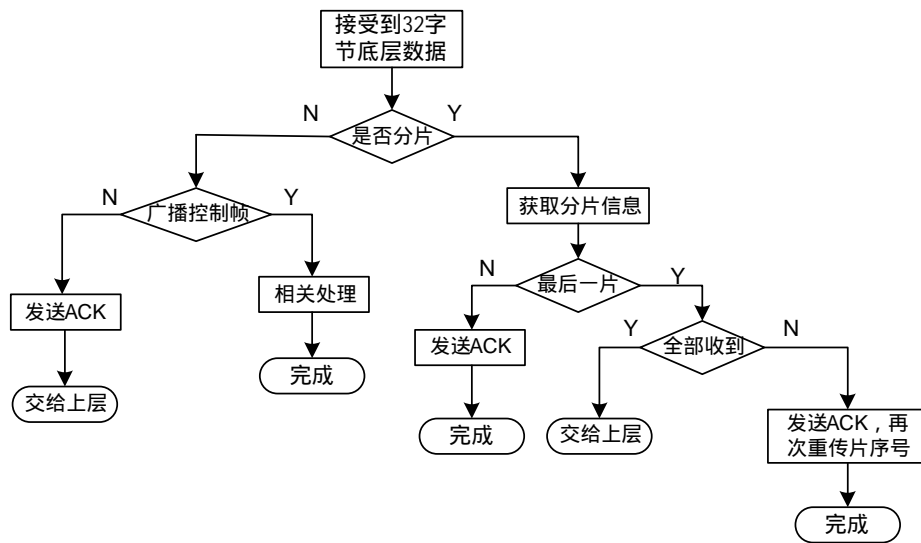 接受到32字
节底层数据
N
Y
是否分片
N
广播控制帧
Y
获取分片信息
N
最后一片
Y
相关处理
发送ACK
Y
N
发送ACK
全部收到
完成
交给上层
完成
交给上层
发送ACK，再
次重传片序号
完成